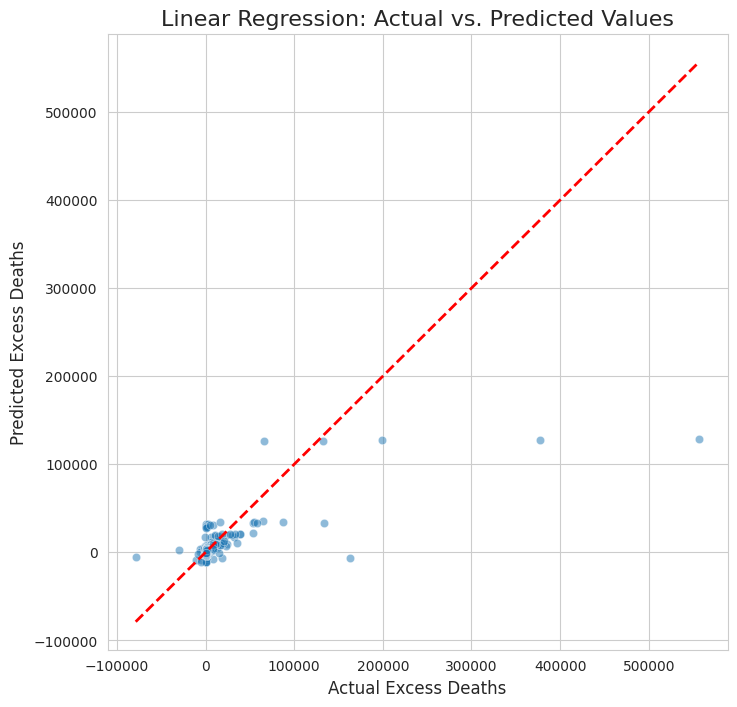 Linear Regression: Actual vs. Predicted Values
Predicted Excess Deaths
500000
400000
300000
200000
100000
0
−100000
−100000 0 100000 200000 300000 400000 500000
Actual Excess Deaths